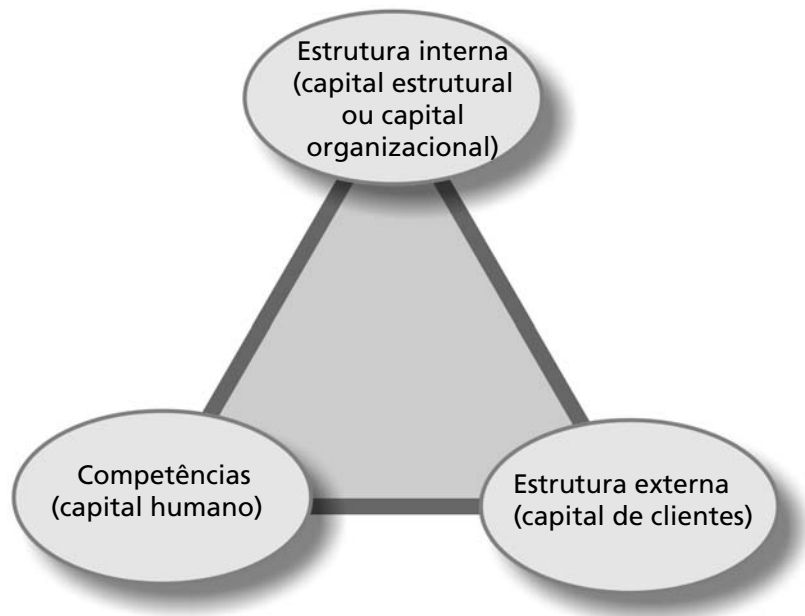 Estrutura interna
(capital estrutural
ou capital
organizacional)
Competências
(capital humano)
Estrutura externa
(capital de clientes)